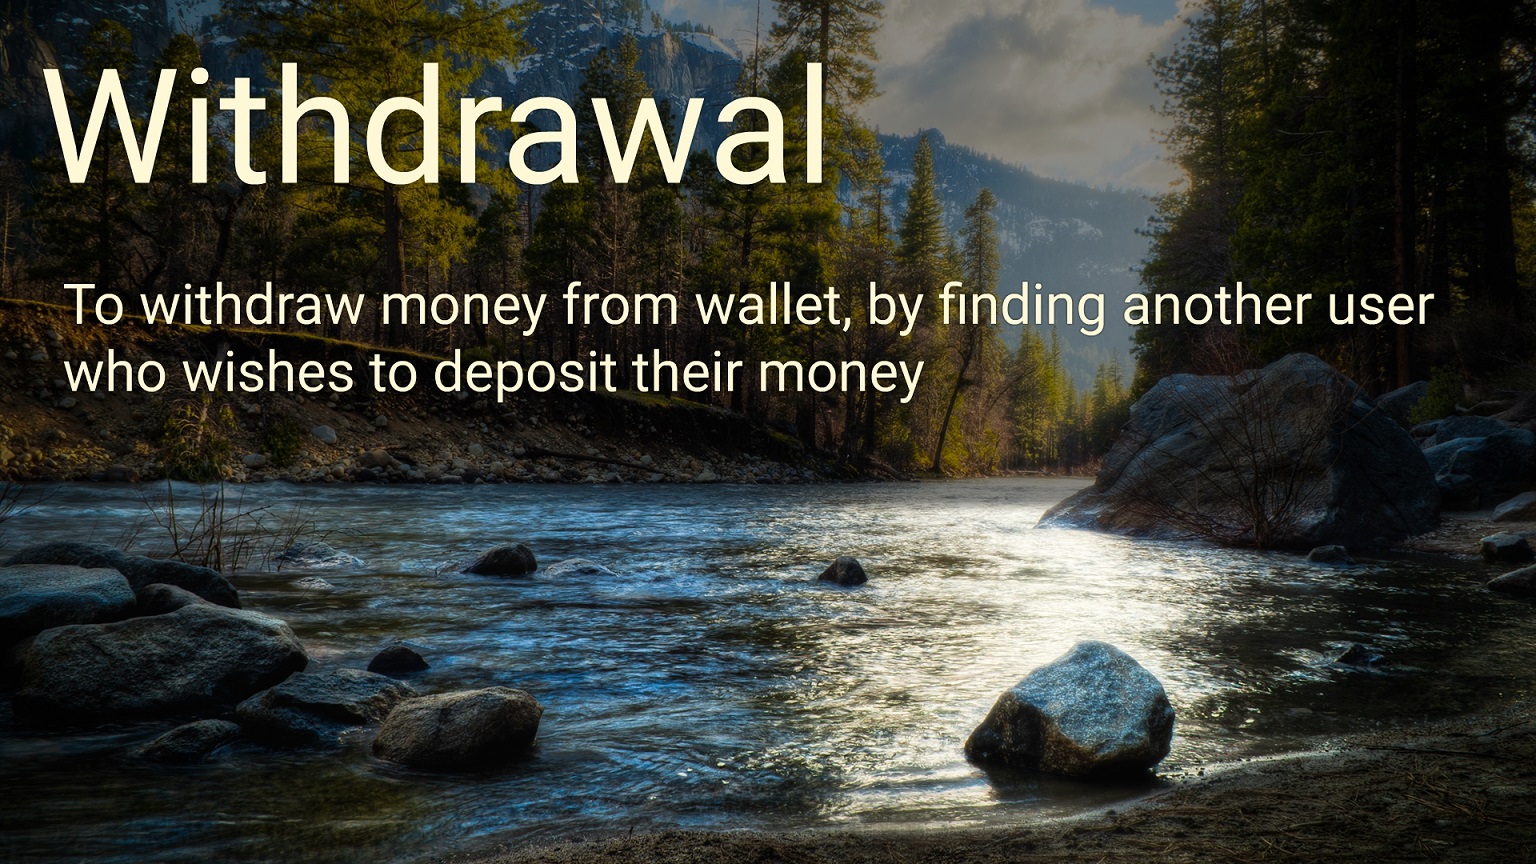 Withdrawal
To withdraw money from wallet, by finding another user
who wishes to deposit their money